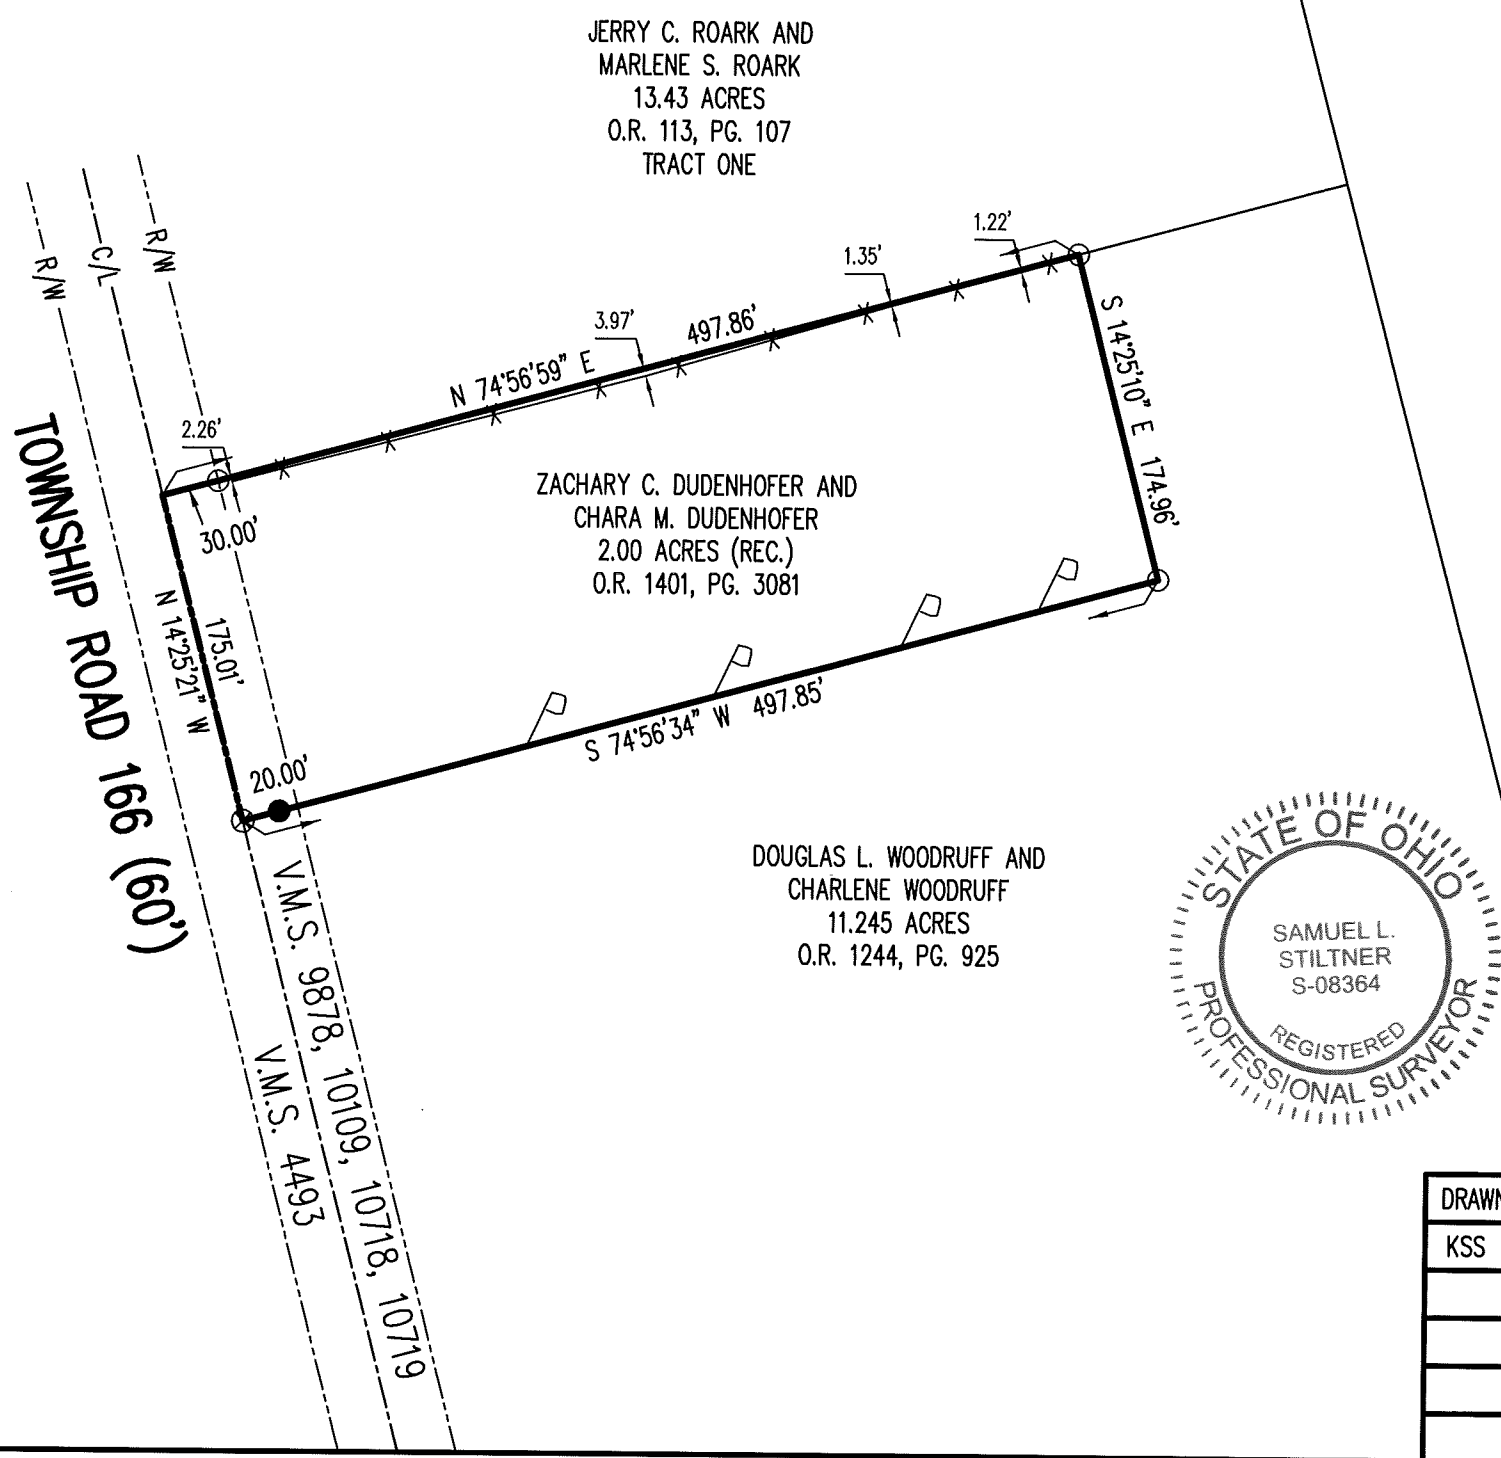 JERRY C. ROARK AND
MARLENE S. ROARK
13.43 ACRES
O.R. 113, PG. 107
TRACT ONE
R/W
C/L
R/W
1.22'
1.35'
3.97'
497.86'
N 74°56'59" E
2.26'
30.00'
S 14°25'10" E 174.96'
ZACHARY C. DUDENHOFER AND
CHARA M. DUDENHOFER
2.00 ACRES (REC.)
O.R. 1401, PG. 3081
TOWNSHIP ROAD 166 (60')
175.01'
N 14°25'21" W
S 74°56'34" W 497.85'
20.00'
DOUGLAS L. WOODRUFF AND
CHARLENE WOODRUFF
11.245 ACRES
O.R. 1244, PG. 925
V.M.S. 9878, 10109, 10718, 10719
V.M.S. 4493
STATE OF OHIO
SAMUEL L.
STILTNER
S-08364
REGISTERED
PROFESSIONAL SURVEYOR
DRAWN
KSS